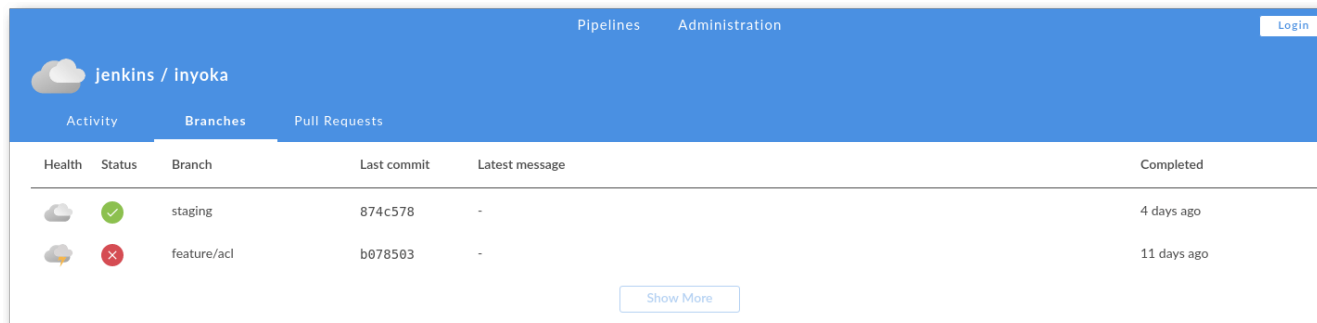 Pipelines Administration Login
jenkins / inyoka
Activity Branches Pull Requests
Health Status Branch Last commit Latest message Completed
staging 874c578 - 4 days ago
feature/acl b078503 - 11 days ago
Show More